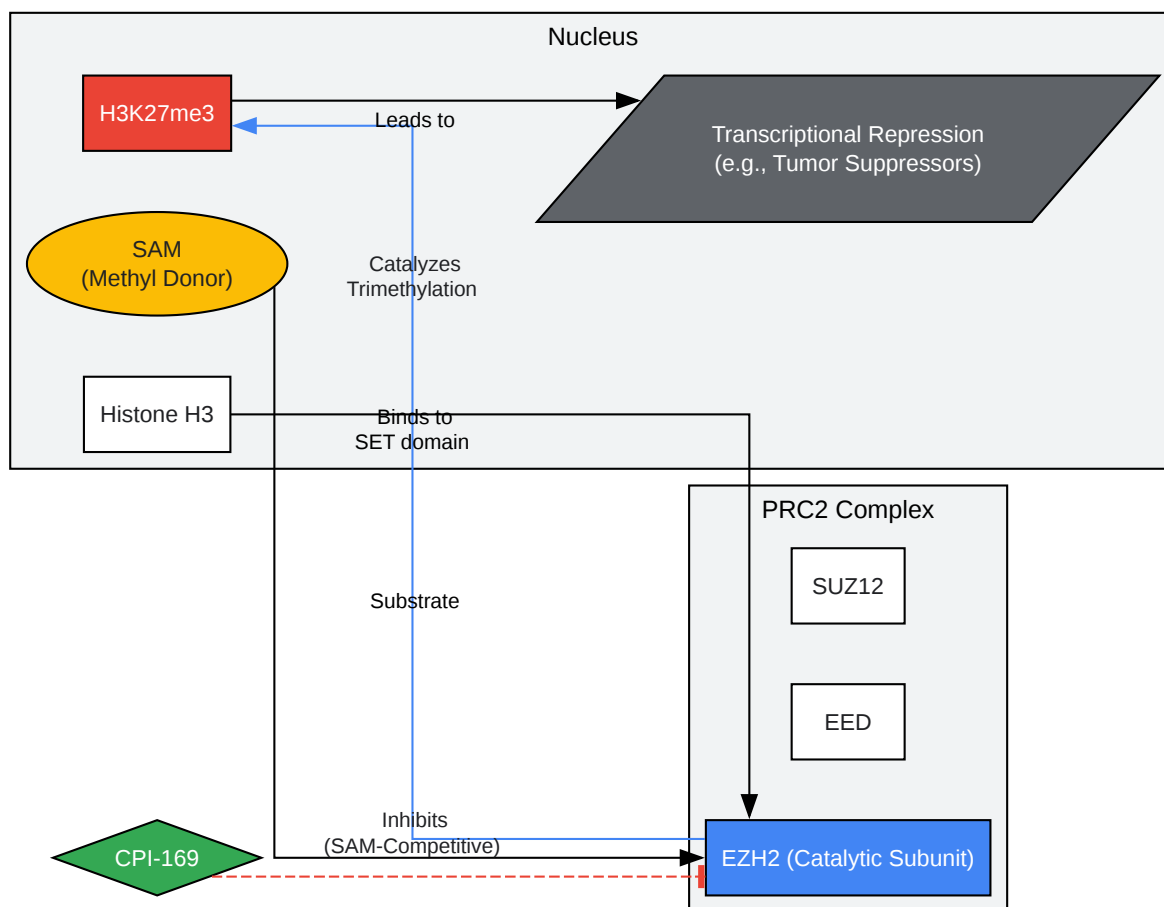 Nucleus
H3K27me3
Leads to
Transcriptional Repression
(e.g., Tumor Suppressors)
SAM
(Methyl Donor)
Catalyzes
Trimethylation
Histone H3
Binds to
SET domain
PRC2 Complex
SUZ12
Substrate
EED
Inhibits
(SAM-Competitive)
CPI-169
EZH2 (Catalytic Subunit)